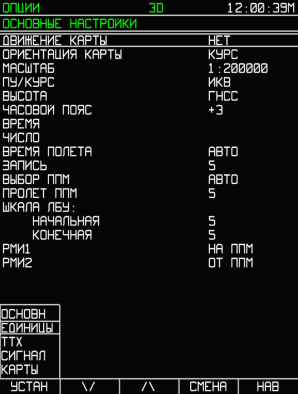 ОПЦИИ 3D 12:00:39М
ОСНОВНЫЕ НАСТРОЙКИ
ДВИЖЕНИЕ КАРТЫ НЕТ
ОРИЕНТАЦИЯ КАРТЫ КУРС
МАСШТАБ 1:200000
ПУ/КУРС ИКВ
ВЫСОТА ГНСС
ЧАСОВОЙ ПОЯС +3
ВРЕМЯ
ЧИСЛО
ВРЕМЯ ПОЛЕТА АВТО
ЗАПИСЬ 5
ВЫБОР ППМ АВТО
ПРОЛЕТ ППМ 5
ШКАЛА ЛБУ:
НАЧАЛЬНАЯ 5
КОНЕЧНАЯ 5
РМИ1 НА ППМ
РМИ2 ОТ ППМ
ОСНОВН
ЕДИНИЦЫ
ТТХ
СИГНАЛ
КАРТЫ
УСТАН \/ /\ СМЕНА НАВ